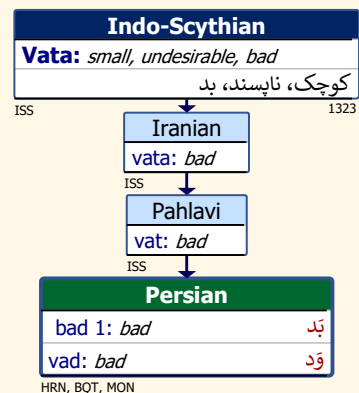 Indo-Scythian
Vata: small, undesirable, bad
کوچک، ناپسند، بد
ISS 1323
Iranian
vata: bad
ISS
Pahlavi
vat: bad
ISS
Persian
bad 1: bad بَد
vad: bad وَد
HRN, BQT, MON